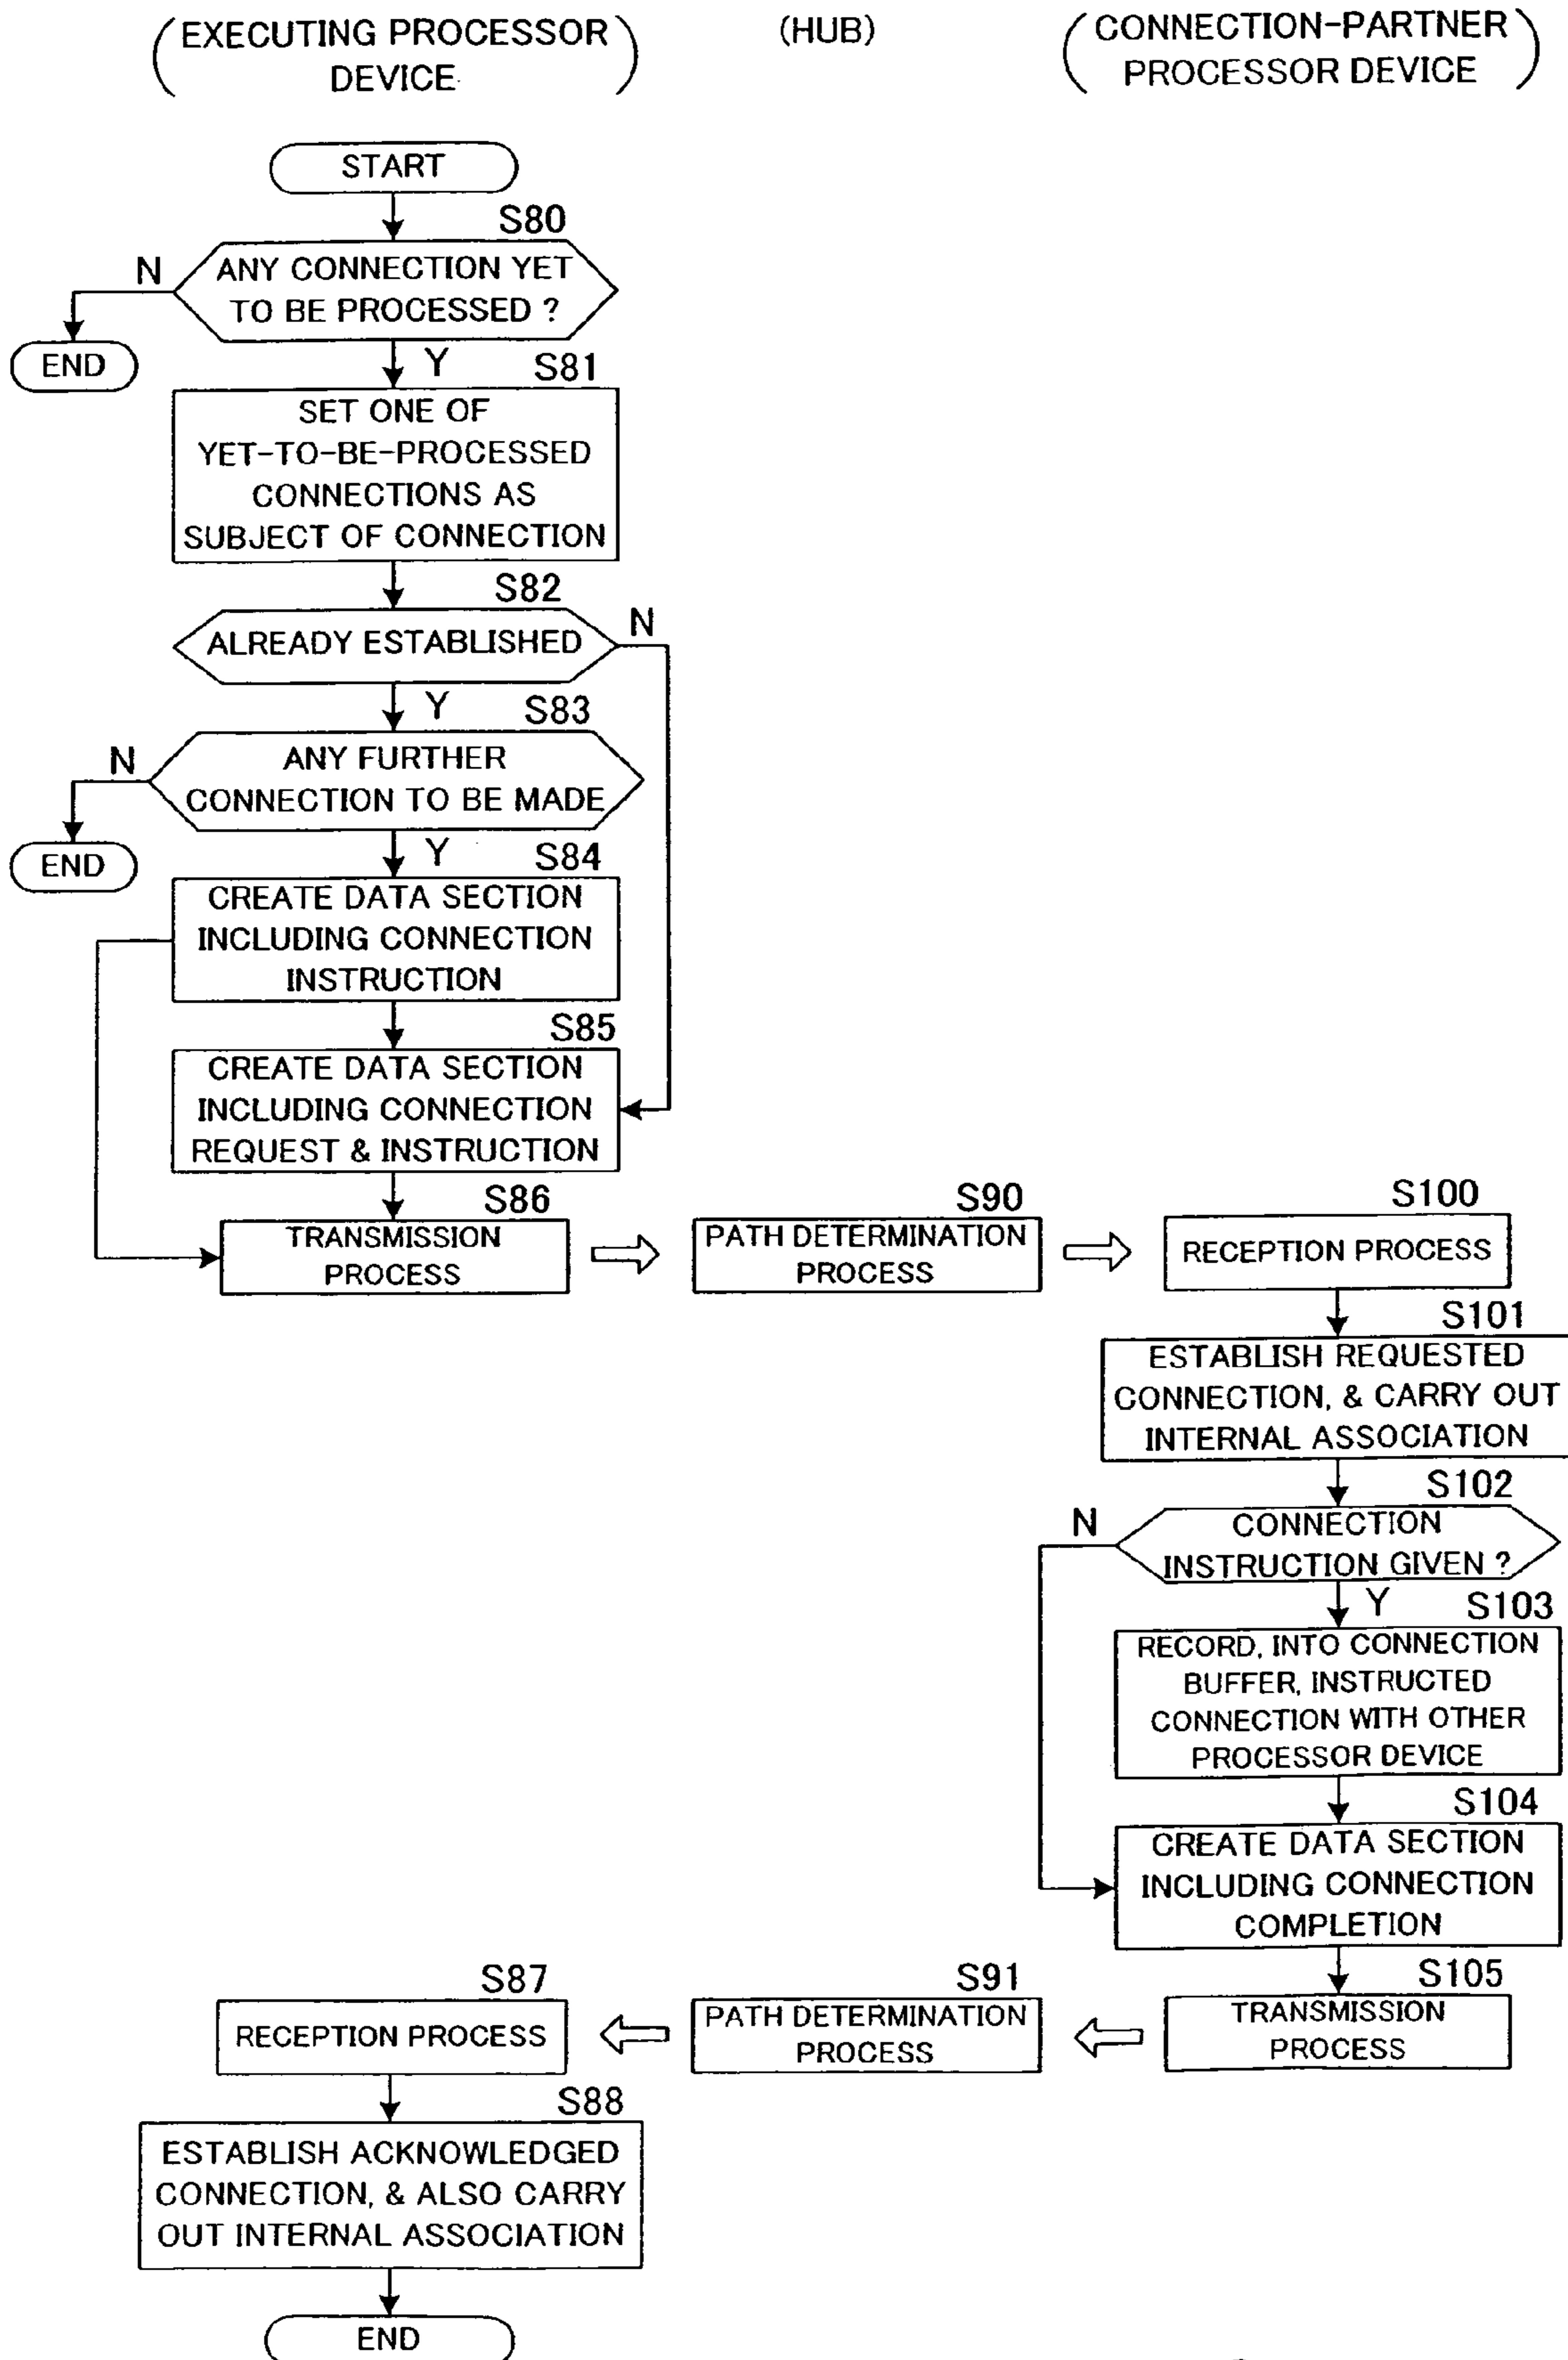 (EXECUTING PROCESSOR
DEVICE)
(HUB)
(CONNECTION-PARTNER
PROCESSOR DEVICE)
START
S80
ANY CONNECTION YET
TO BE PROCESSED ?
N
END
Y
S81
SET ONE OF
YET-TO-BE-PROCESSED
CONNECTIONS AS
SUBJECT OF CONNECTION
S82
ALREADY ESTABLISHED
N
Y
S83
ANY FURTHER
CONNECTION TO BE MADE
N
END
Y
S84
CREATE DATA SECTION
INCLUDING CONNECTION
INSTRUCTION
S85
CREATE DATA SECTION
INCLUDING CONNECTION
REQUEST & INSTRUCTION
S86
TRANSMISSION
PROCESS
S90
PATH DETERMINATION
PROCESS
S100
RECEPTION PROCESS
S101
ESTABLISH REQUESTED
CONNECTION, & CARRY OUT
INTERNAL ASSOCIATION
S102
CONNECTION
INSTRUCTION GIVEN ?
N
Y
S103
RECORD, INTO CONNECTION
BUFFER, INSTRUCTED
CONNECTION WITH OTHER
PROCESSOR DEVICE
S104
CREATE DATA SECTION
INCLUDING CONNECTION
COMPLETION
S105
TRANSMISSION
PROCESS
S91
PATH DETERMINATION
PROCESS
S87
RECEPTION PROCESS
S88
ESTABLISH ACKNOWLEDGED
CONNECTION, & ALSO CARRY
OUT INTERNAL ASSOCIATION
END